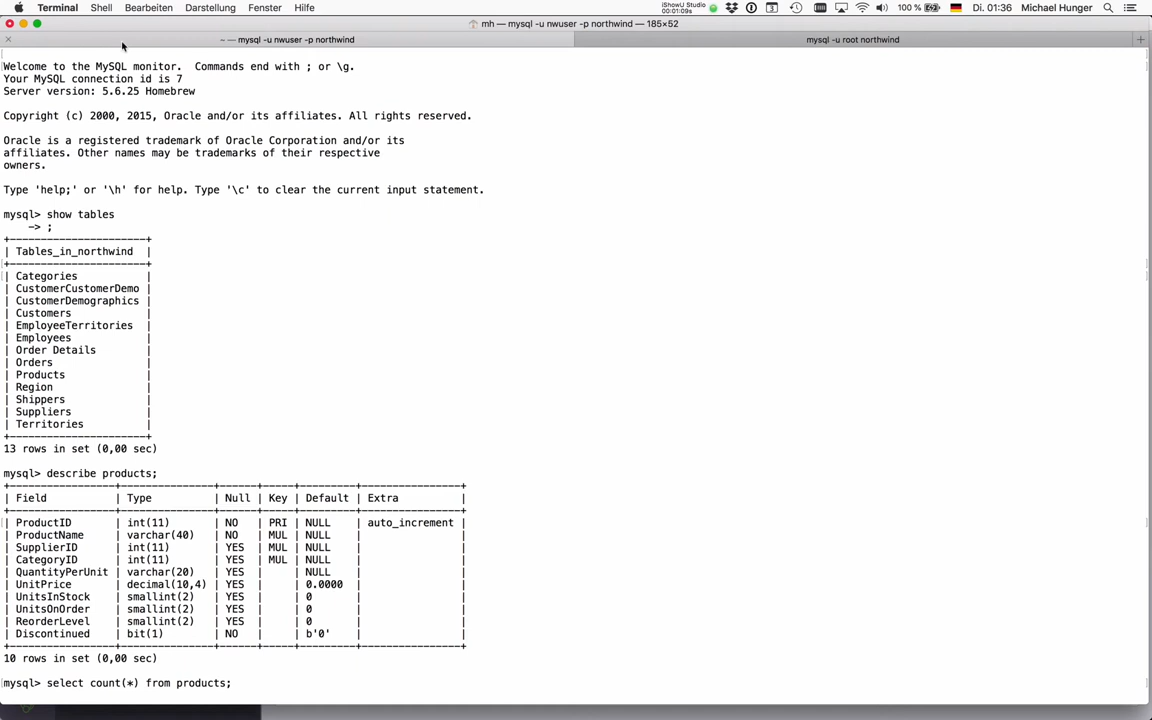 Terminal Shell Bearbeiten Darstellung Fenster Hilfe iShowU Studio 00:01:09s 100 % Di. 01:36 Michael Hunger
mh — mysql -u nwuser -p northwind — 185×52
~ — mysql -u nwuser -p northwind mysql -u root northwind
Welcome to the MySQL monitor.  Commands end with ; or \g.
Your MySQL connection id is 7
Server version: 5.6.25 Homebrew
Copyright (c) 2000, 2015, Oracle and/or its affiliates. All rights reserved.
Oracle is a registered trademark of Oracle Corporation and/or its
affiliates. Other names may be trademarks of their respective
owners.
Type 'help;' or '\h' for help. Type '\c' to clear the current input statement.
mysql> show tables
    -> ;
+----------------------+
| Tables_in_northwind  |
+----------------------+
| Categories           |
| CustomerCustomerDemo |
| CustomerDemographics |
| Customers            |
| EmployeeTerritories  |
| Employees            |
| Order Details        |
| Orders               |
| Products             |
| Region               |
| Shippers             |
| Suppliers            |
| Territories          |
+----------------------+
13 rows in set (0,00 sec)
mysql> describe products;
+-----------------+---------------+------+-----+---------+----------------+
| Field           | Type          | Null | Key | Default | Extra          |
+-----------------+---------------+------+-----+---------+----------------+
| ProductID       | int(11)       | NO   | PRI | NULL    | auto_increment |
| ProductName     | varchar(40)   | NO   | MUL | NULL    |                |
| SupplierID      | int(11)       | YES  | MUL | NULL    |                |
| CategoryID      | int(11)       | YES  | MUL | NULL    |                |
| QuantityPerUnit | varchar(20)   | YES  |     | NULL    |                |
| UnitPrice       | decimal(10,4) | YES  |     | 0.0000  |                |
| UnitsInStock    | smallint(2)   | YES  |     | 0       |                |
| UnitsOnOrder    | smallint(2)   | YES  |     | 0       |                |
| ReorderLevel    | smallint(2)   | YES  |     | 0       |                |
| Discontinued    | bit(1)        | NO   |     | b'0'    |                |
+-----------------+---------------+------+-----+---------+----------------+
10 rows in set (0,00 sec)
mysql> select count(*) from products;